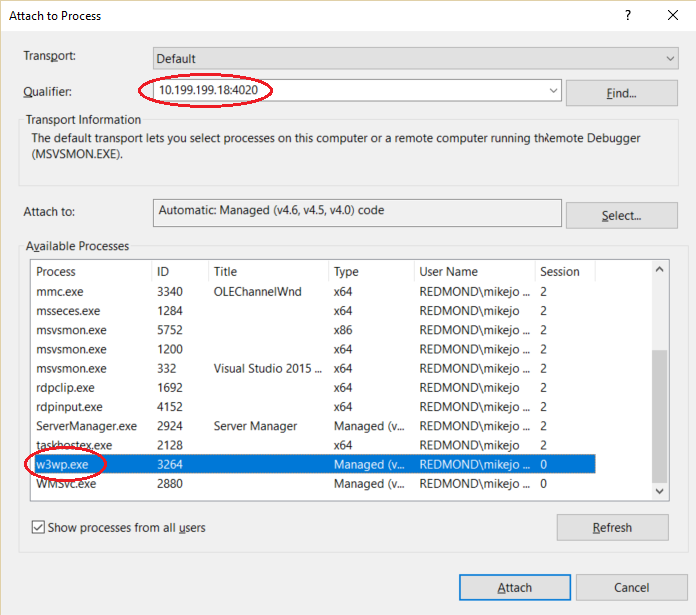 Attach to Process ? ×
Transport: Default
Qualifier: 10.199.199.18:4020 Find...
Transport Information
The default transport lets you select processes on this computer or a remote computer running the Remote Debugger
(MSVSMON.EXE).
Attach to: Automatic: Managed (v4.6, v4.5, v4.0) code Select...
Available Processes
Process ID Title Type User Name Session
mmc.exe 3340 OLEChannelWnd x64 REDMOND\mikejo ... 2
msseces.exe 1284 x64 REDMOND\mikejo ... 2
msvsmon.exe 5752 x86 REDMOND\mikejo ... 2
msvsmon.exe 1200 x64 REDMOND\mikejo ... 2
msvsmon.exe 332 Visual Studio 2015 ... x64 REDMOND\mikejo ... 2
rdpclip.exe 1692 x64 REDMOND\mikejo ... 2
rdpinput.exe 4152 x64 REDMOND\mikejo ... 2
ServerManager.exe 2924 Server Manager Managed (v... REDMOND\mikejo ... 2
taskhostex.exe 2128 x64 REDMOND\mikejo ... 2
w3wp.exe 3264 Managed (v... REDMOND\mikejo ... 0
WMSvc.exe 2880 Managed (v... REDMOND\mikejo ... 0
Show processes from all users Refresh
Attach Cancel